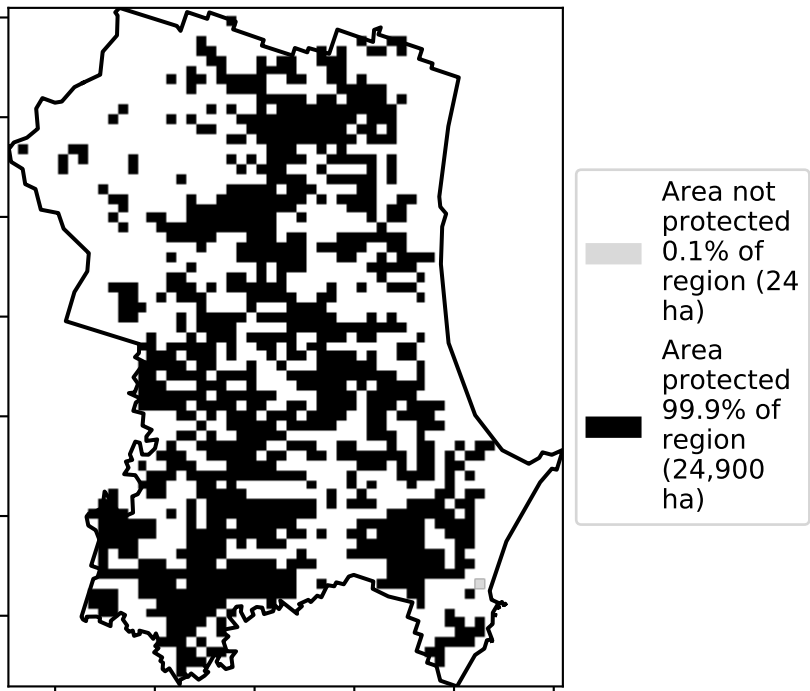 Area not
protected
0.1% of
region (24
ha)
Area
protected
99.9% of
region
(24,900
ha)